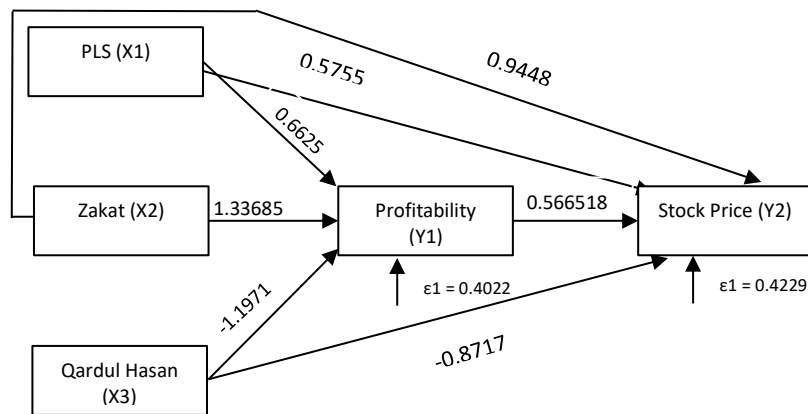 PLS (X1)
0.5755
0.9448
0.6625
Zakat (X2)
1.33685
Profitability
(Y1)
0.566518
Stock Price (Y2)
ε1 = 0.4022
ε1 = 0.4229
-1.1971
-0.8717
Qardul Hasan
(X3)